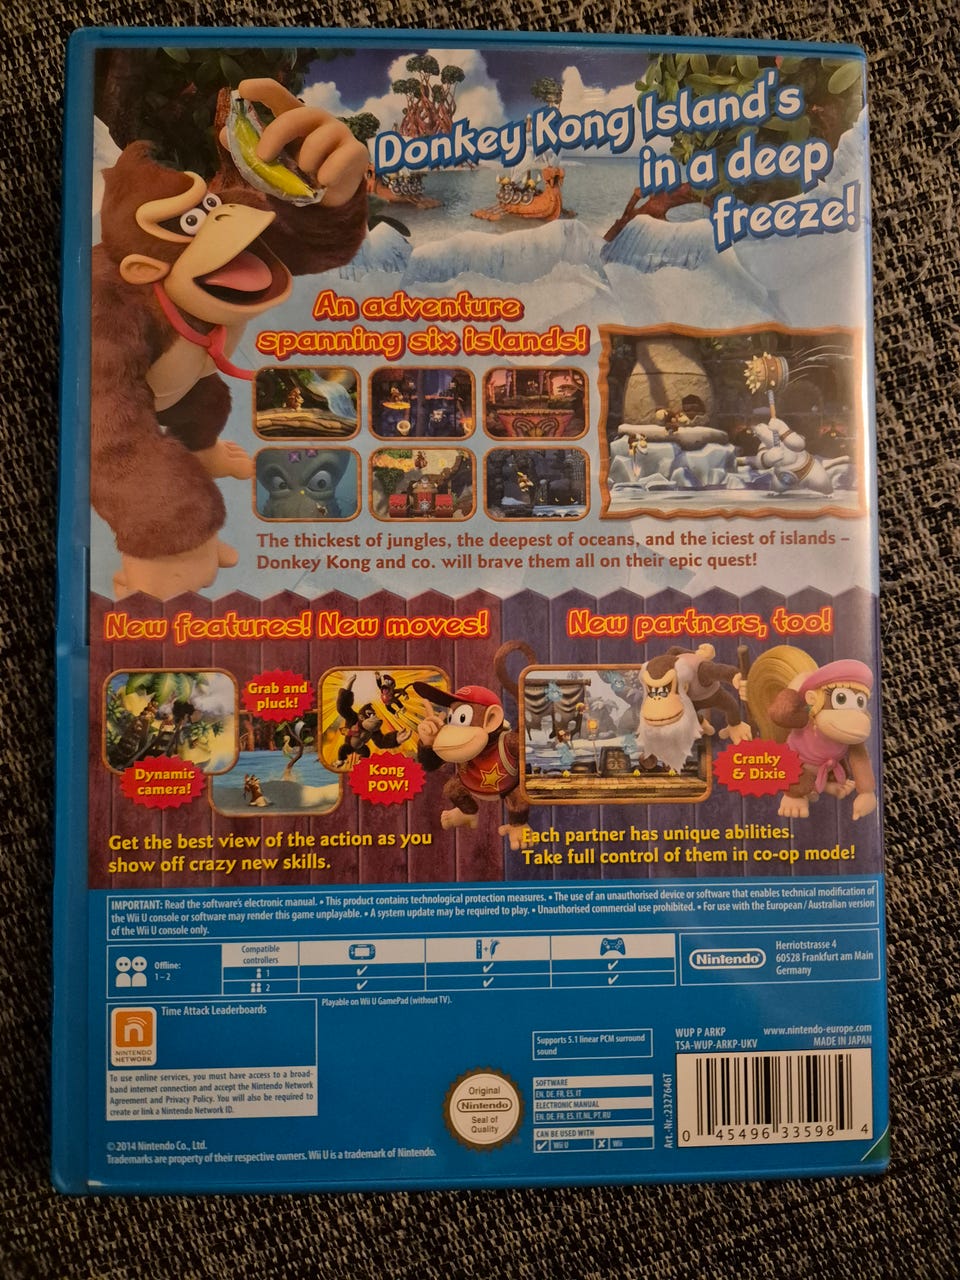 Donkey Kong Island's
in a deep
freeze!
An adventure
spanning six islands!
The thickest of jungles, the deepest of oceans, and the iciest of islands –
Donkey Kong and co. will brave them all on their epic quest!
New features! New moves!
New partners, too!
Grab and
pluck!
Dynamic
camera!
Kong
POW!
Cranky
& Dixie
Get the best view of the action as you
show off crazy new skills.
Each partner has unique abilities.
Take full control of them in co-op mode!
IMPORTANT: Read the software's electronic manual. • This product contains technological protection measures. • The use of an unauthorised device or software that enables technical modification of
the Wii U console or software may render this game unplayable. • A system update may be required to play. • Unauthorised commercial use prohibited. • For use with the European / Australian version
of the Wii U console only.
Offline:
1–2
Compatible
controllers
1 ✓ ✓ ✓
2 ✓ ✓
Playable on Wii U GamePad (without TV).
Nintendo
Herriotstrasse 4
60528 Frankfurt am Main
Germany
Time Attack Leaderboards
n
NINTENDO
NETWORK
To use online services, you must have access to a broad-
band internet connection and accept the Nintendo Network
Agreement and Privacy Policy. You will also be required to
create or link a Nintendo Network ID.
©2014 Nintendo Co., Ltd.
Trademarks are property of their respective owners. Wii U is a trademark of Nintendo.
Original
Nintendo
Seal of
Quality
Supports 5.1 linear PCM surround
sound
SOFTWARE
EN, DE, FR, ES, IT
ELECTRONIC MANUAL
EN, DE, FR, ES, IT, NL, PT, RU
CAN BE USED WITH
✓ Wii U ✗ Wii
WUP P ARKP
TSA-WUP-ARKP-UKV
www.nintendo-europe.com
MADE IN JAPAN
Art.-Nr.:2327646T
0 45496 33598 4